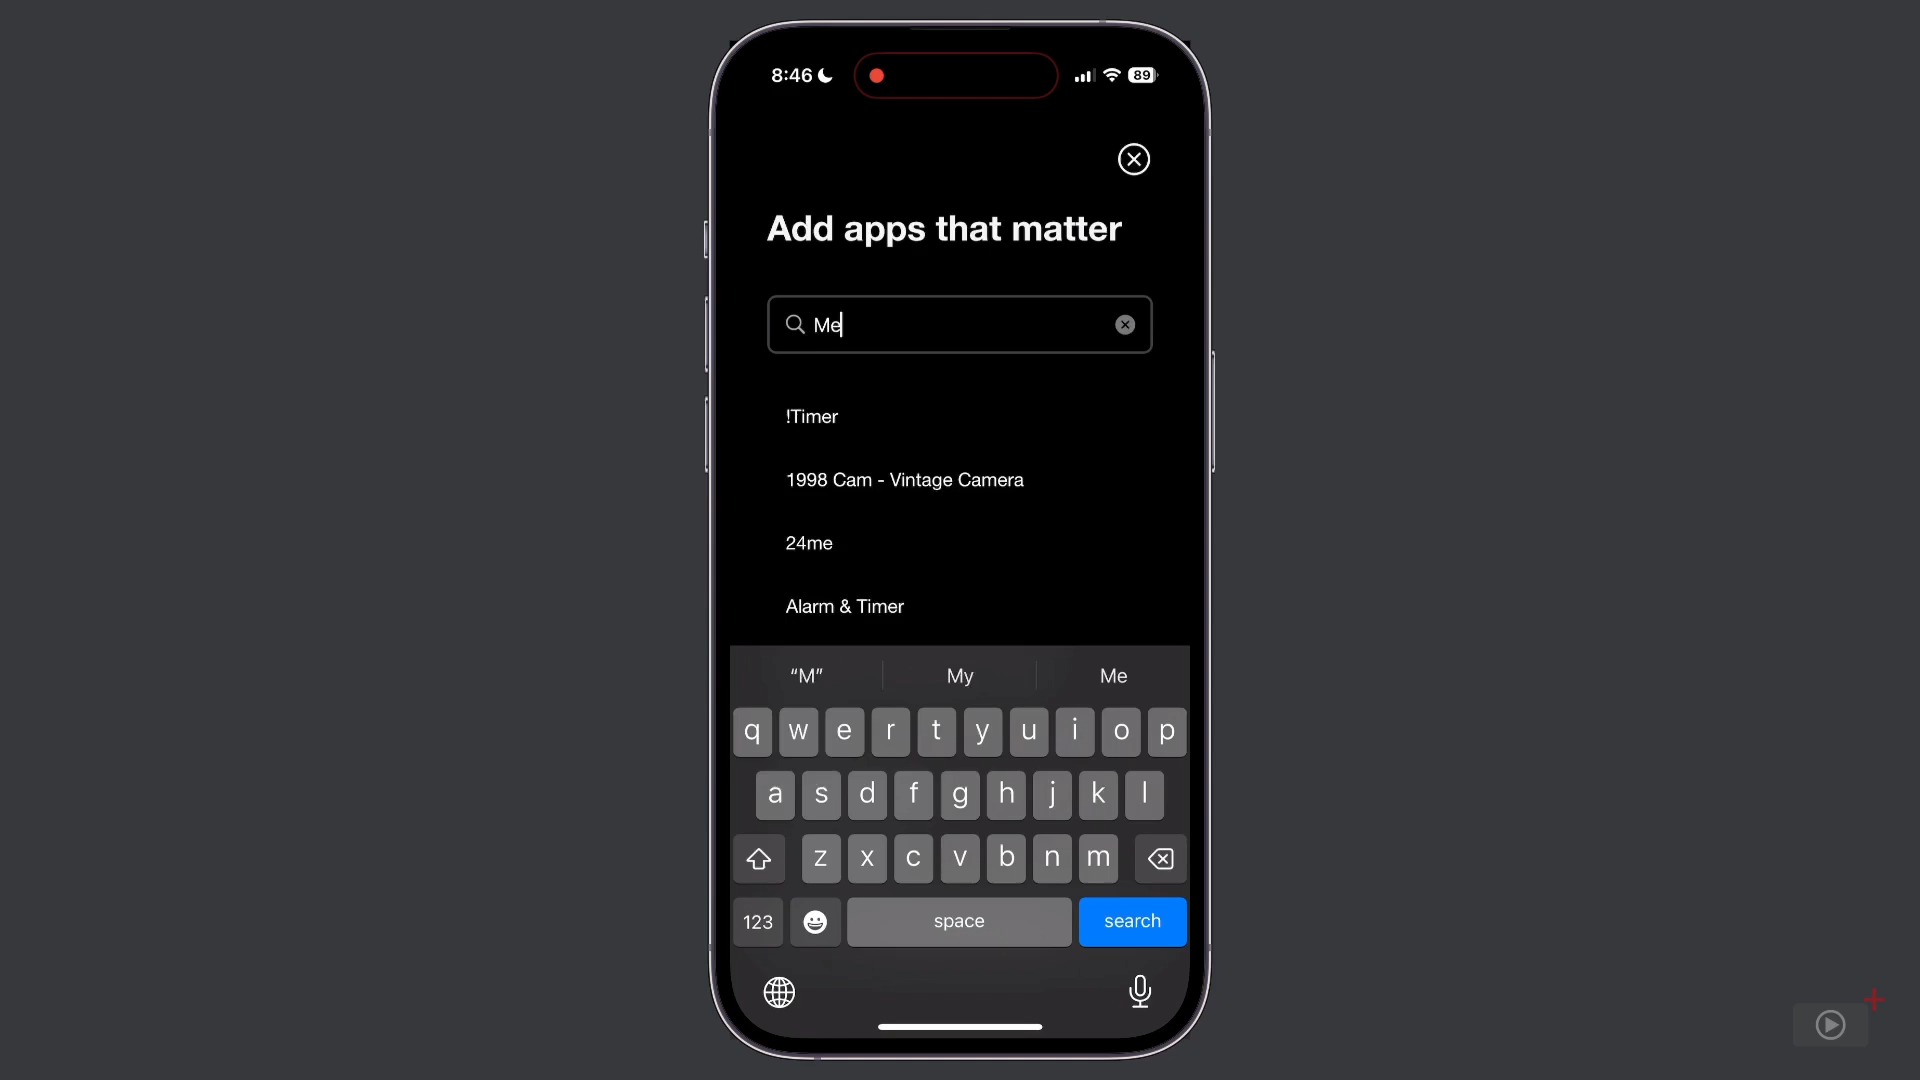 8:46
89
Add apps that matter
Me
!Timer
1998 Cam - Vintage Camera
24me
Alarm & Timer
“M” My Me
q w e r t y u i o p
a s d f g h j k l
z x c v b n m
123 space search